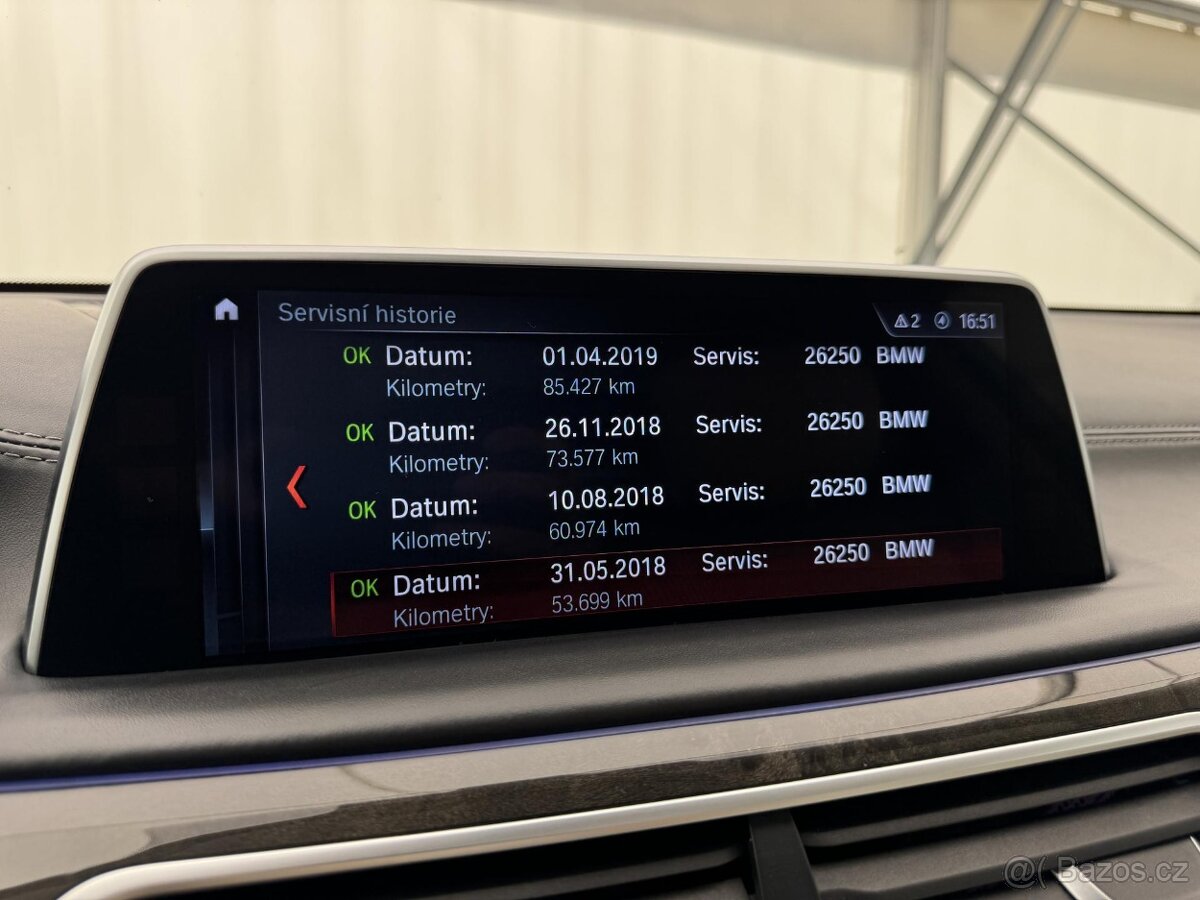 Servisní historie 2 16:51
OK Datum: 01.04.2019 Servis: 26250 BMW
Kilometry: 85.427 km
OK Datum: 26.11.2018 Servis: 26250 BMW
Kilometry: 73.577 km
OK Datum: 10.08.2018 Servis: 26250 BMW
Kilometry: 60.974 km
OK Datum: 31.05.2018 Servis: 26250 BMW
Kilometry: 53.699 km
@( Bazos.cz